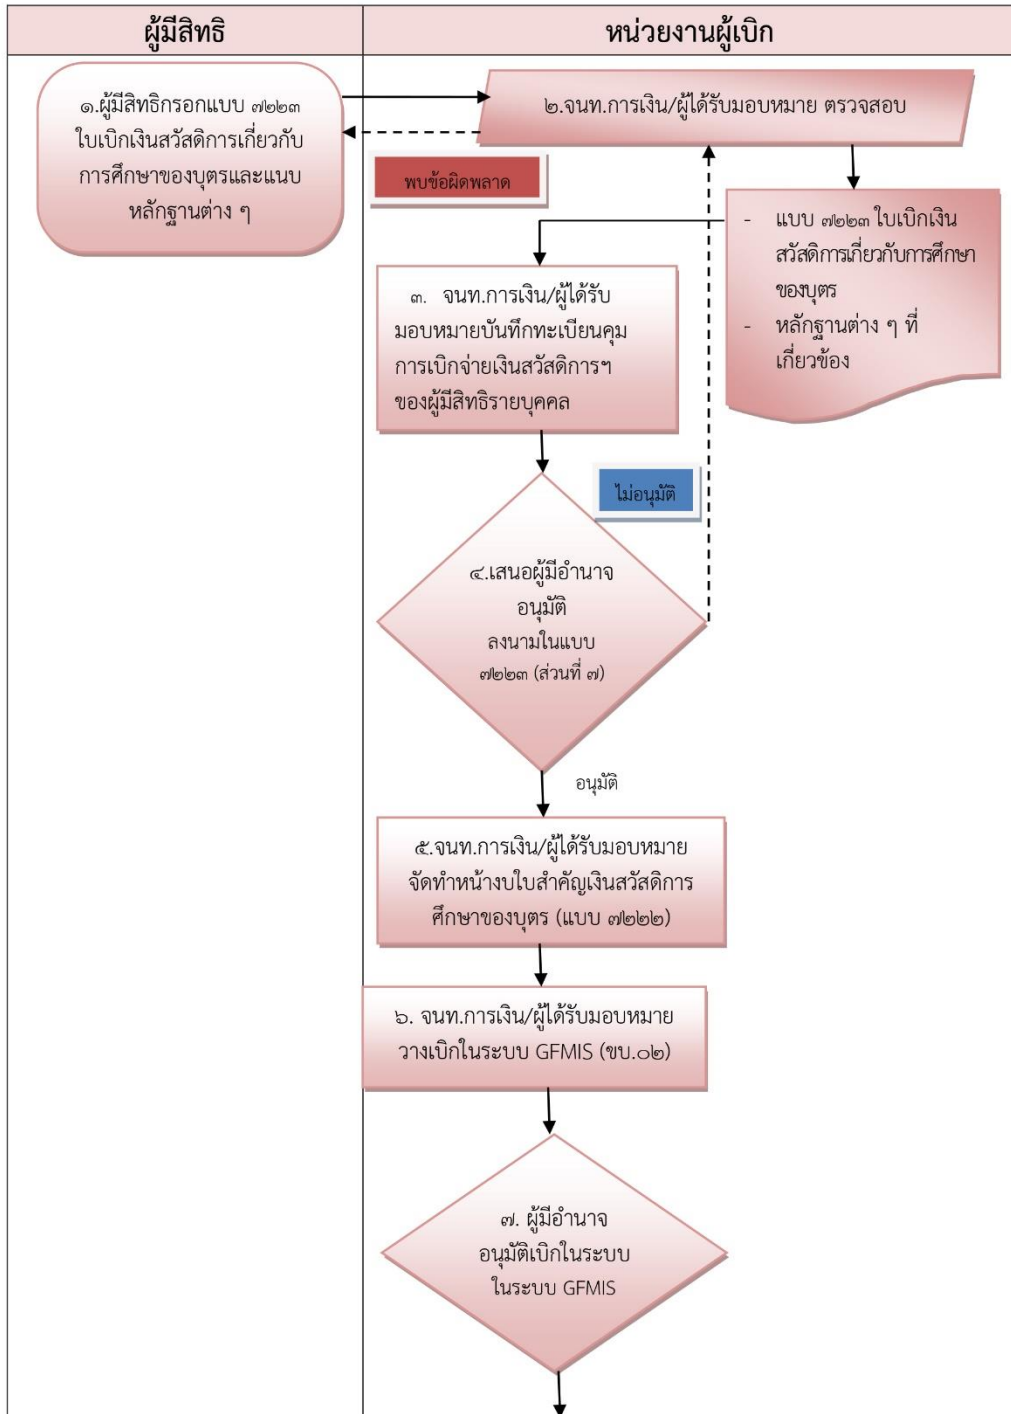 ผู้มีสิทธิ
หน่วยงานผู้เบิก
๑.ผู้มีสิทธิกรอกแบบ ๗๒๒๓
ใบเบิกเงินสวัสดิการเกี่ยวกับ
การศึกษาของบุตรและแนบ
หลักฐานต่าง ๆ
๒.จนท.การเงิน/ผู้ได้รับมอบหมาย ตรวจสอบ
พบข้อผิดพลาด
- แบบ ๗๒๒๓ ใบเบิกเงิน
สวัสดิการเกี่ยวกับการศึกษา
ของบุตร
- หลักฐานต่าง ๆ ที่
เกี่ยวข้อง
๓. จนท.การเงิน/ผู้ได้รับ
มอบหมายบันทึกทะเบียนคุม
การเบิกจ่ายเงินสวัสดิการฯ
ของผู้มีสิทธิรายบุคคล
ไม่อนุมัติ
๔.เสนอผู้มีอำนาจ
อนุมัติ
ลงนามในแบบ
๗๒๒๓ (ส่วนที่ ๗)
อนุมัติ
๕.จนท.การเงิน/ผู้ได้รับมอบหมาย
จัดทำหน้างบใบสำคัญเงินสวัสดิการ
ศึกษาของบุตร (แบบ ๗๒๒๒)
๖. จนท.การเงิน/ผู้ได้รับมอบหมาย
วางเบิกในระบบ GFMIS (ขบ.๐๒)
๗. ผู้มีอำนาจ
อนุมัติเบิกในระบบ
ในระบบ GFMIS